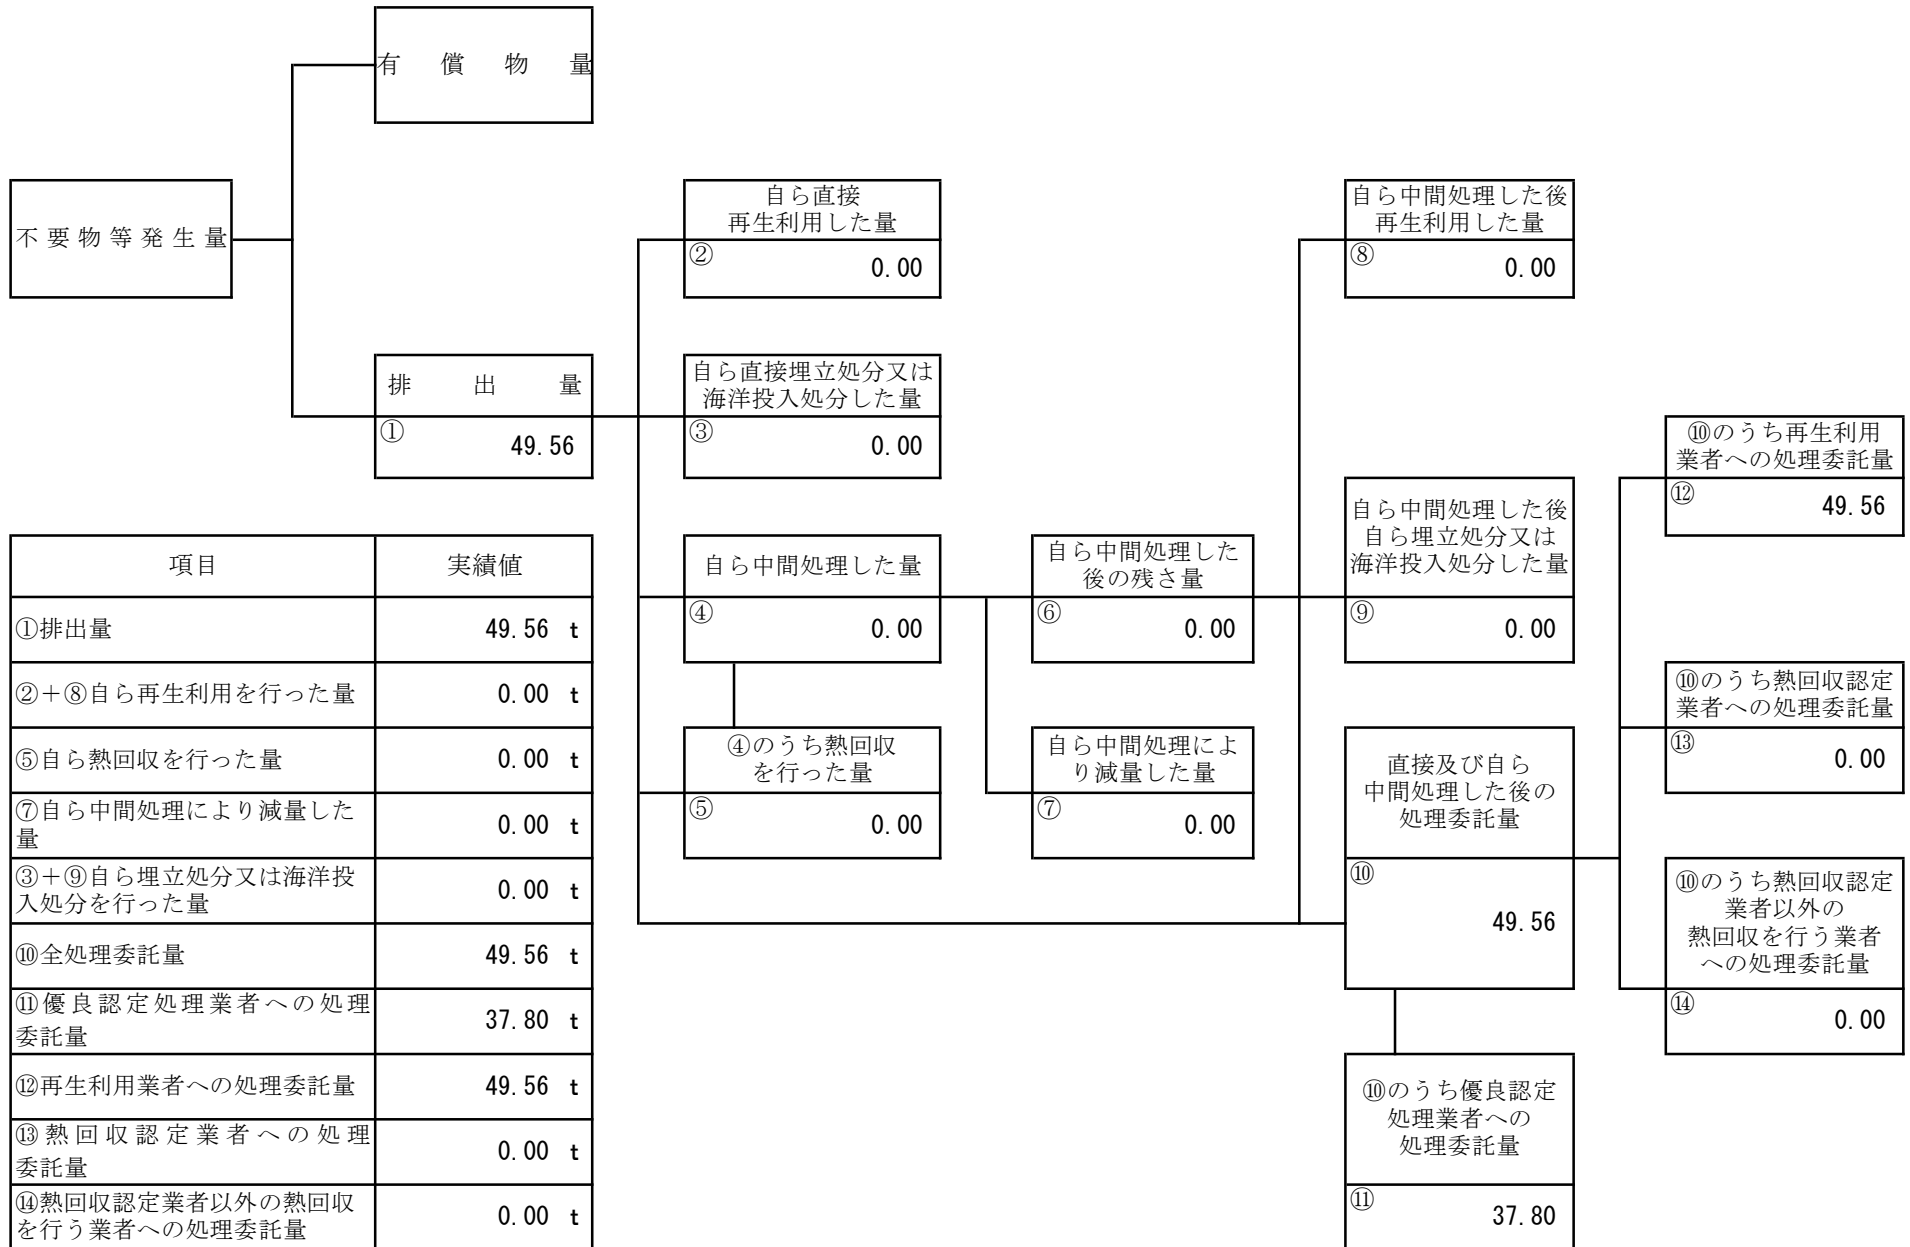 有償物量
不要物等発生量
自ら直接
再生利用した量
②
0.00
自ら中間処理した後
再生利用した量
⑧
0.00
排出量
①
49.56
自ら直接埋立処分又は
海洋投入処分した量
③
0.00
⑩のうち再生利用
業者への処理委託量
⑫
49.56
自ら中間処理した量
④
0.00
自ら中間処理した
後の残さ量
⑥
0.00
自ら中間処理した後
自ら埋立処分又は
海洋投入処分した量
⑨
0.00
⑩のうち熱回収認定
業者への処理委託量
⑬
0.00
④のうち熱回収
を行った量
⑤
0.00
自ら中間処理によ
り減量した量
⑦
0.00
直接及び自ら
中間処理した後の
処理委託量
⑩
49.56
⑩のうち熱回収認定
業者以外の
熱回収を行う業者
への処理委託量
⑭
0.00
⑩のうち優良認定
処理業者への
処理委託量
⑪
37.80
項目 実績値
①排出量 49.56 t
②＋⑧自ら再生利用を行った量 0.00 t
⑤自ら熱回収を行った量 0.00 t
⑦自ら中間処理により減量した
量 0.00 t
③＋⑨自ら埋立処分又は海洋投
入処分を行った量 0.00 t
⑩全処理委託量 49.56 t
⑪優良認定処理業者への処理
委託量 37.80 t
⑫再生利用業者への処理委託量 49.56 t
⑬熱回収認定業者への処理
委託量 0.00 t
⑭熱回収認定業者以外の熱回収
を行う業者への処理委託量 0.00 t